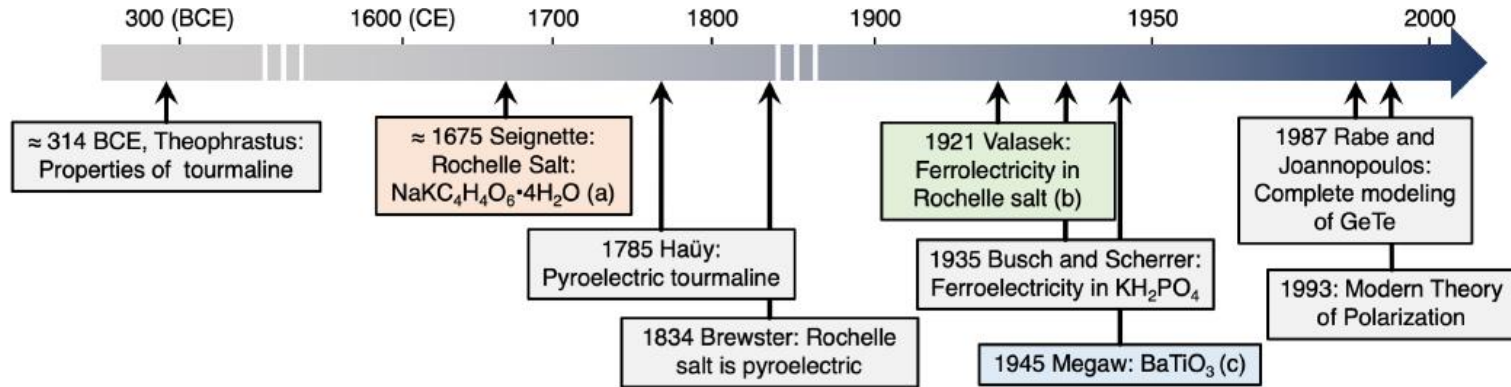 300 (BCE)
1600 (CE)
1700
1800
1900
1950
2000
≈ 314 BCE, Theophrastus:
Properties of tourmaline
≈ 1675 Seignette:
Rochelle Salt:
NaKC₄H₄O₆•4H₂O (a)
1785 Haüy:
Pyroelectric tourmaline
1834 Brewster: Rochelle
salt is pyroelectric
1921 Valasek:
Ferrolectricity in
Rochelle salt (b)
1935 Busch and Scherrer:
Ferroelectricity in KH₂PO₄
1945 Megaw: BaTiO₃ (c)
1987 Rabe and
Joannopoulos:
Complete modeling
of GeTe
1993: Modern Theory
of Polarization